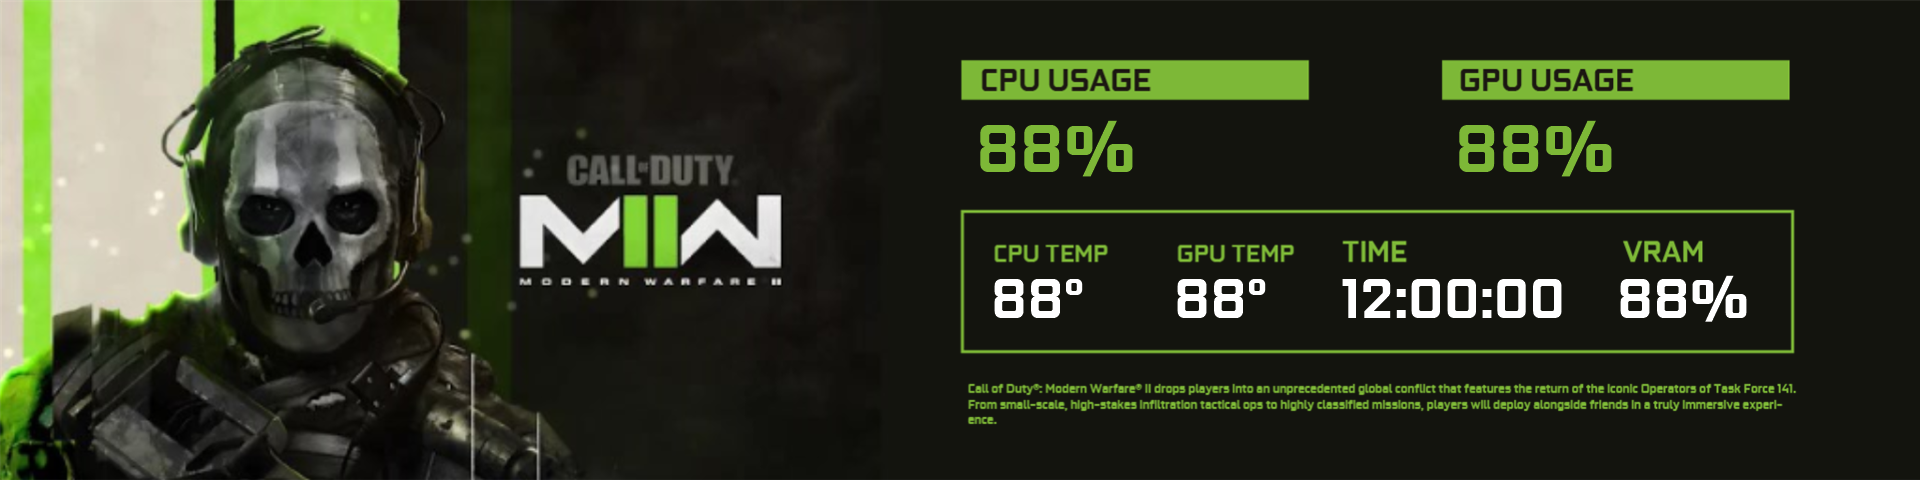 CALL OF DUTY
MIIW
MODERN WARFARE II
CPU USAGE
88%
GPU USAGE
88%
CPU TEMP
88°
GPU TEMP
88°
TIME
12:00:00
VRAM
88%
Call of Duty®: Modern Warfare® II drops players into an unprecedented global conflict that features the return of the iconic Operators of Task Force 141.
From small-scale, high-stakes infiltration tactical ops to highly classified missions, players will deploy alongside friends in a truly immersive experi-
ence.